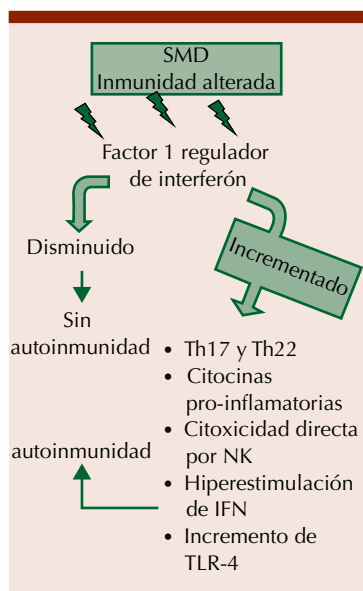 SMD
Inmunidad alterada
Factor 1 regulador
de interferón
Disminuido
Incrementado
Sin
autoinmunidad
autoinmunidad
• Th17 y Th22
• Citocinas
pro-inflamatorias
• Citoxicidad directa
por NK
• Hiperestimulación
de IFN
• Incremento de
TLR-4